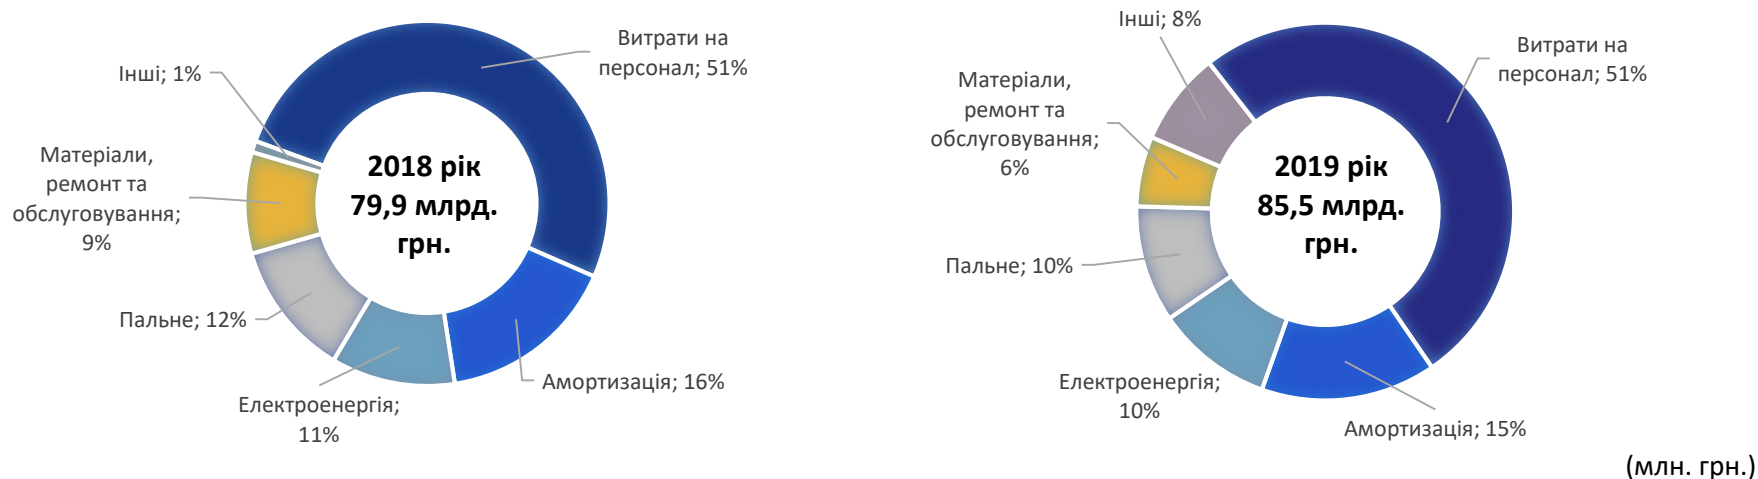 Витрати на
персонал; 51%
Інші; 1%
Матеріали,
ремонт та
обслуговування;
9%
2018 рік
79,9 млрд.
грн.
Пальне; 12%
Амортизація; 16%
Електроенергія;
11%
Інші; 8%
Витрати на
персонал; 51%
Матеріали,
ремонт та
обслуговування;
6%
2019 рік
85,5 млрд.
грн.
Пальне; 10%
Електроенергія;
10%
Амортизація; 15%
(млн. грн.)